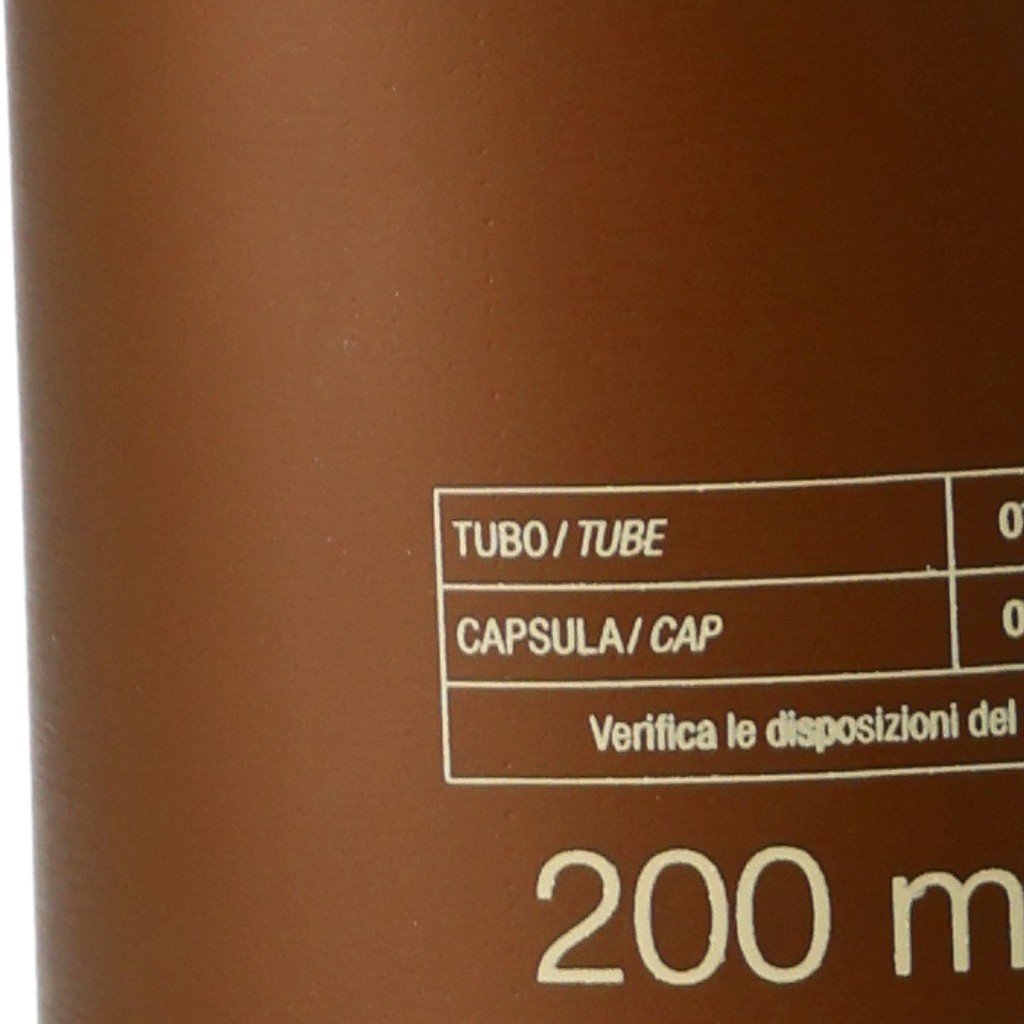 TUBO / TUBE
CAPSULA / CAP
Verifica le disposizioni del
200 m